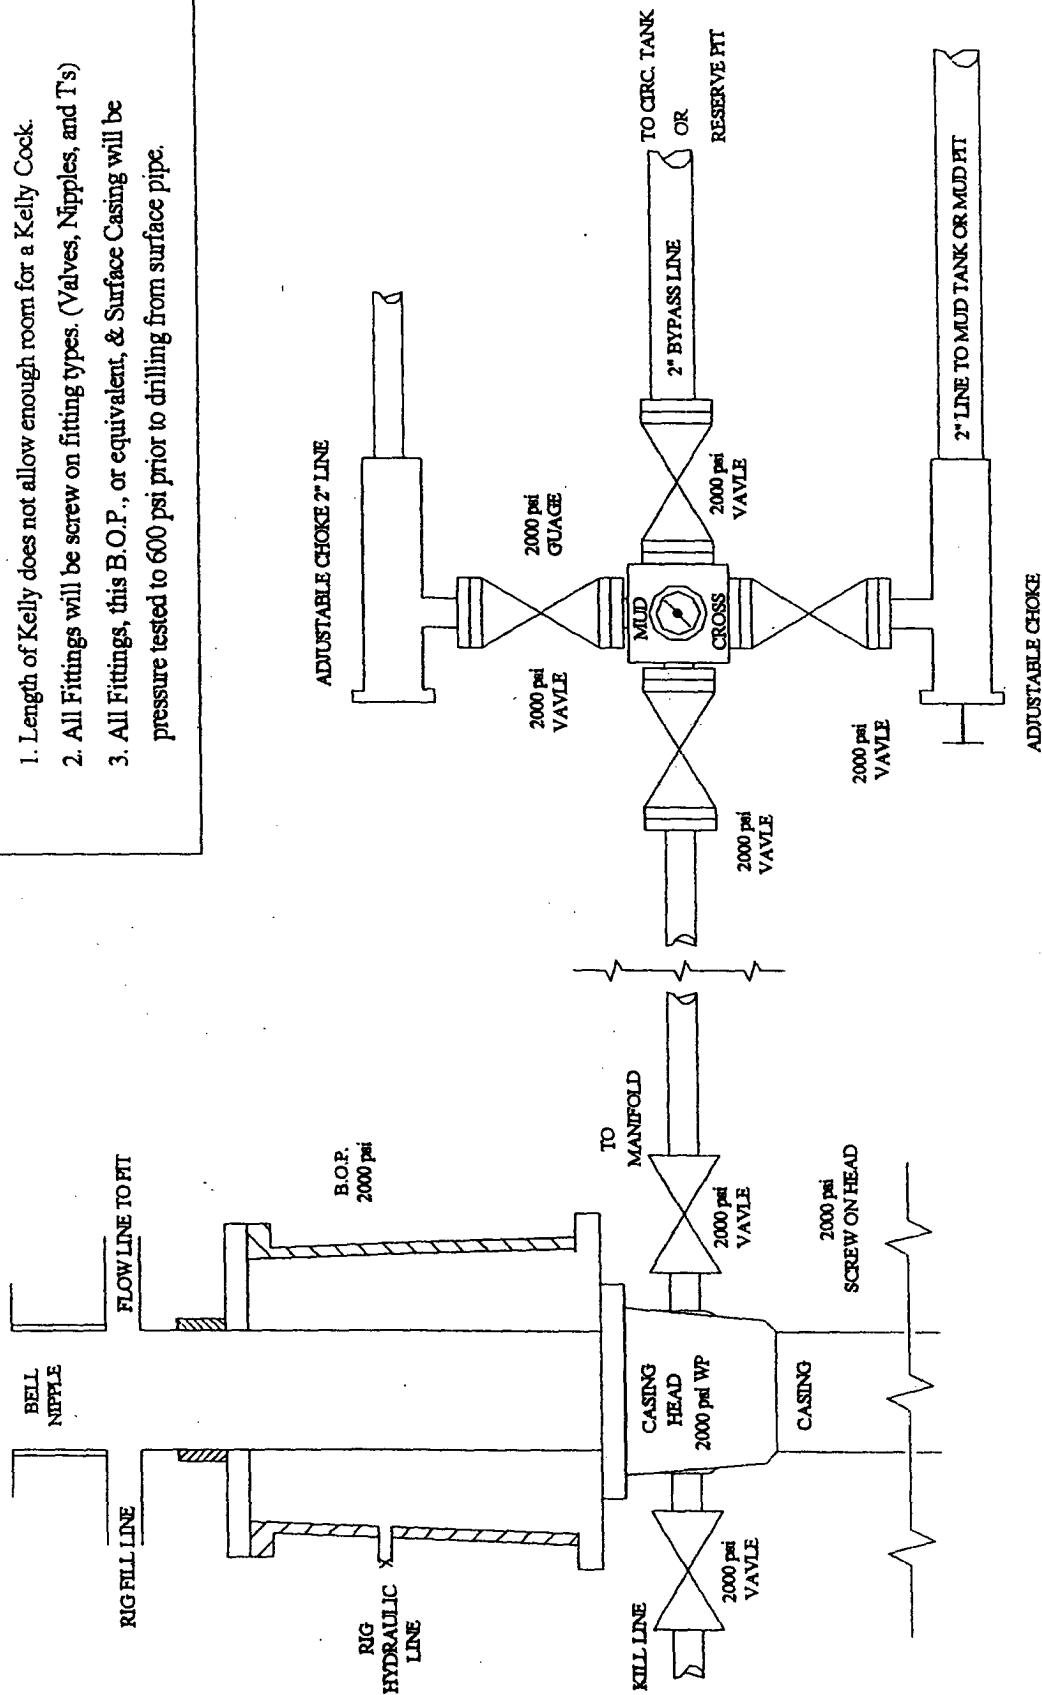 1. Length of Kelly does not allow enough room for a Kelly Cock.
2. All Fittings will be screw on fitting types. (Valves, Nipples, and T's)
3. All Fittings, this B.O.P., or equivalent, & Surface Casing will be
pressure tested to 600 psi prior to drilling from surface pipe.
BELL
NIPPLE
RIG FILL LINE
FLOW LINE TO PIT
B.O.P.
2000 psi
RIG
HYDRAULIC
LINE
CASING
HEAD
2000 psi WP
KILL LINE
2000 psi
VAVLE
TO
MANIFOLD
2000 psi
VAVLE
CASING
2000 psi
SCREW ON HEAD
ADJUSTABLE CHOKE 2" LINE
2000 psi
VAVLE
2000 psi
GUAGE
MUD
CROSS
2000 psi
VAVLE
2000 psi
VAVLE
2" BYPASS LINE
TO CIRC. TANK
OR
RESERVE PIT
2000 psi
VAVLE
2" LINE TO MUD TANK OR MUD PIT
ADJUSTABLE CHOKE